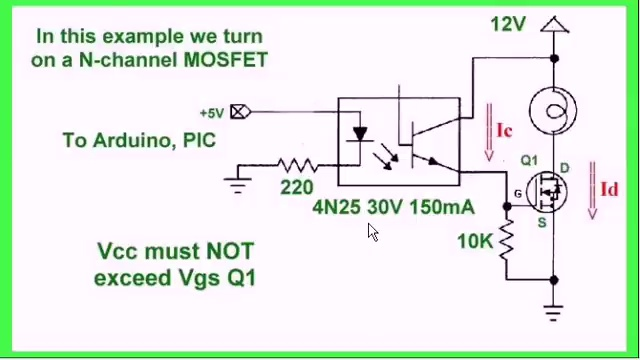 In this example we turn
on a N-channel MOSFET
12V
+5V
To Arduino, PIC
Ic
Q1
D
G
Id
S
220
4N25 30V 150mA
10K
Vcc must NOT
exceed Vgs Q1